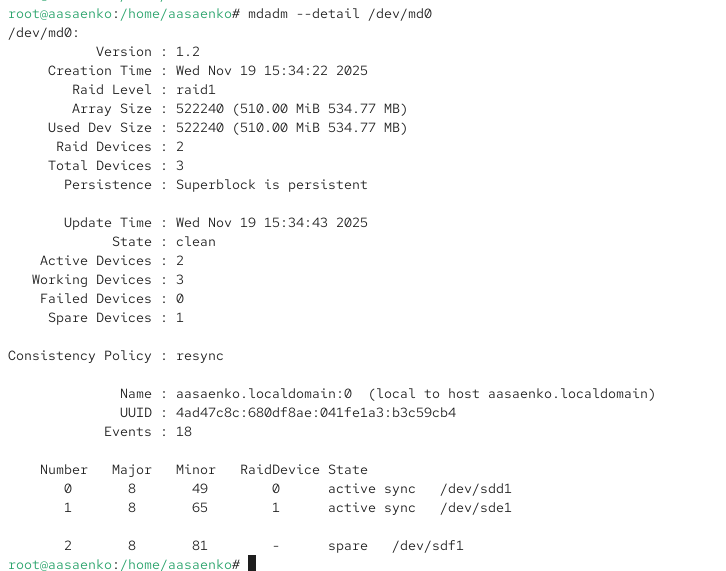 root@aasaenko:/home/aasaenko# mdadm --detail /dev/md0
/dev/md0:
Version : 1.2
Creation Time : Wed Nov 19 15:34:22 2025
Raid Level : raid1
Array Size : 522240 (510.00 MiB 534.77 MB)
Used Dev Size : 522240 (510.00 MiB 534.77 MB)
Raid Devices : 2
Total Devices : 3
Persistence : Superblock is persistent
Update Time : Wed Nov 19 15:34:43 2025
State : clean
Active Devices : 2
Working Devices : 3
Failed Devices : 0
Spare Devices : 1
Consistency Policy : resync
Name : aasaenko.localdomain:0  (local to host aasaenko.localdomain)
UUID : 4ad47c8c:680df8ae:041fe1a3:b3c59cb4
Events : 18
Number   Major   Minor   RaidDevice State
0       8       49        0      active sync   /dev/sdd1
1       8       65        1      active sync   /dev/sde1
2       8       81        -      spare   /dev/sdf1
root@aasaenko:/home/aasaenko#